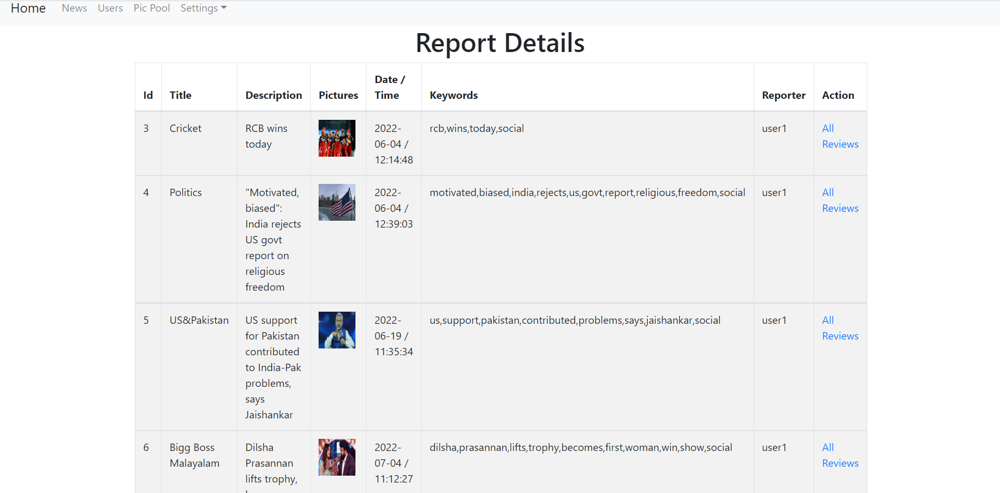 Home News Users Pic Pool Settings
Report Details
Id Title Description Pictures Date / Time Keywords Reporter Action
3 Cricket RCB wins today 2022-06-04 / 12:14:48 rcb,wins,today,social user1 All Reviews
4 Politics "Motivated, biased": India rejects US govt report on religious freedom 2022-06-04 / 12:39:03 motivated,biased,india,rejects,us,govt,report,religious,freedom,social user1 All Reviews
5 US&Pakistan US support for Pakistan contributed to India-Pak problems, says Jaishankar 2022-06-19 / 11:35:34 us,support,pakistan,contributed,problems,says,jaishankar,social user1 All Reviews
6 Bigg Boss Malayalam Dilsha Prasannan lifts trophy, 2022-07-04 / 11:12:27 dilsha,prasannan,lifts,trophy,becomes,first,woman,win,show,social user1 All Reviews